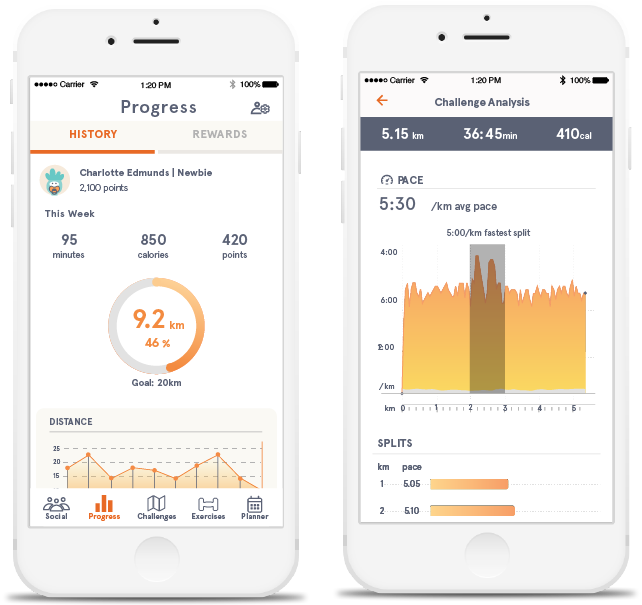 Carrier 1:20 PM 100%
Progress
HISTORY REWARDS
Charlotte Edmunds | Newbie
2,100 points
This Week
95 850 420
minutes calories points
9.2 km
46 %
Goal: 20km
DISTANCE
25
20
15
Social Progress Challenges Exercises Planner
Carrier 1:20 PM 100%
Challenge Analysis
5.15 km 36:45min 410cal
PACE
5:30 /km avg pace
5:00/km fastest split
4:00
6:00
2:00
/km
km 0 1 2 3 4 5
SPLITS
km pace
1 5.05
2 5.10